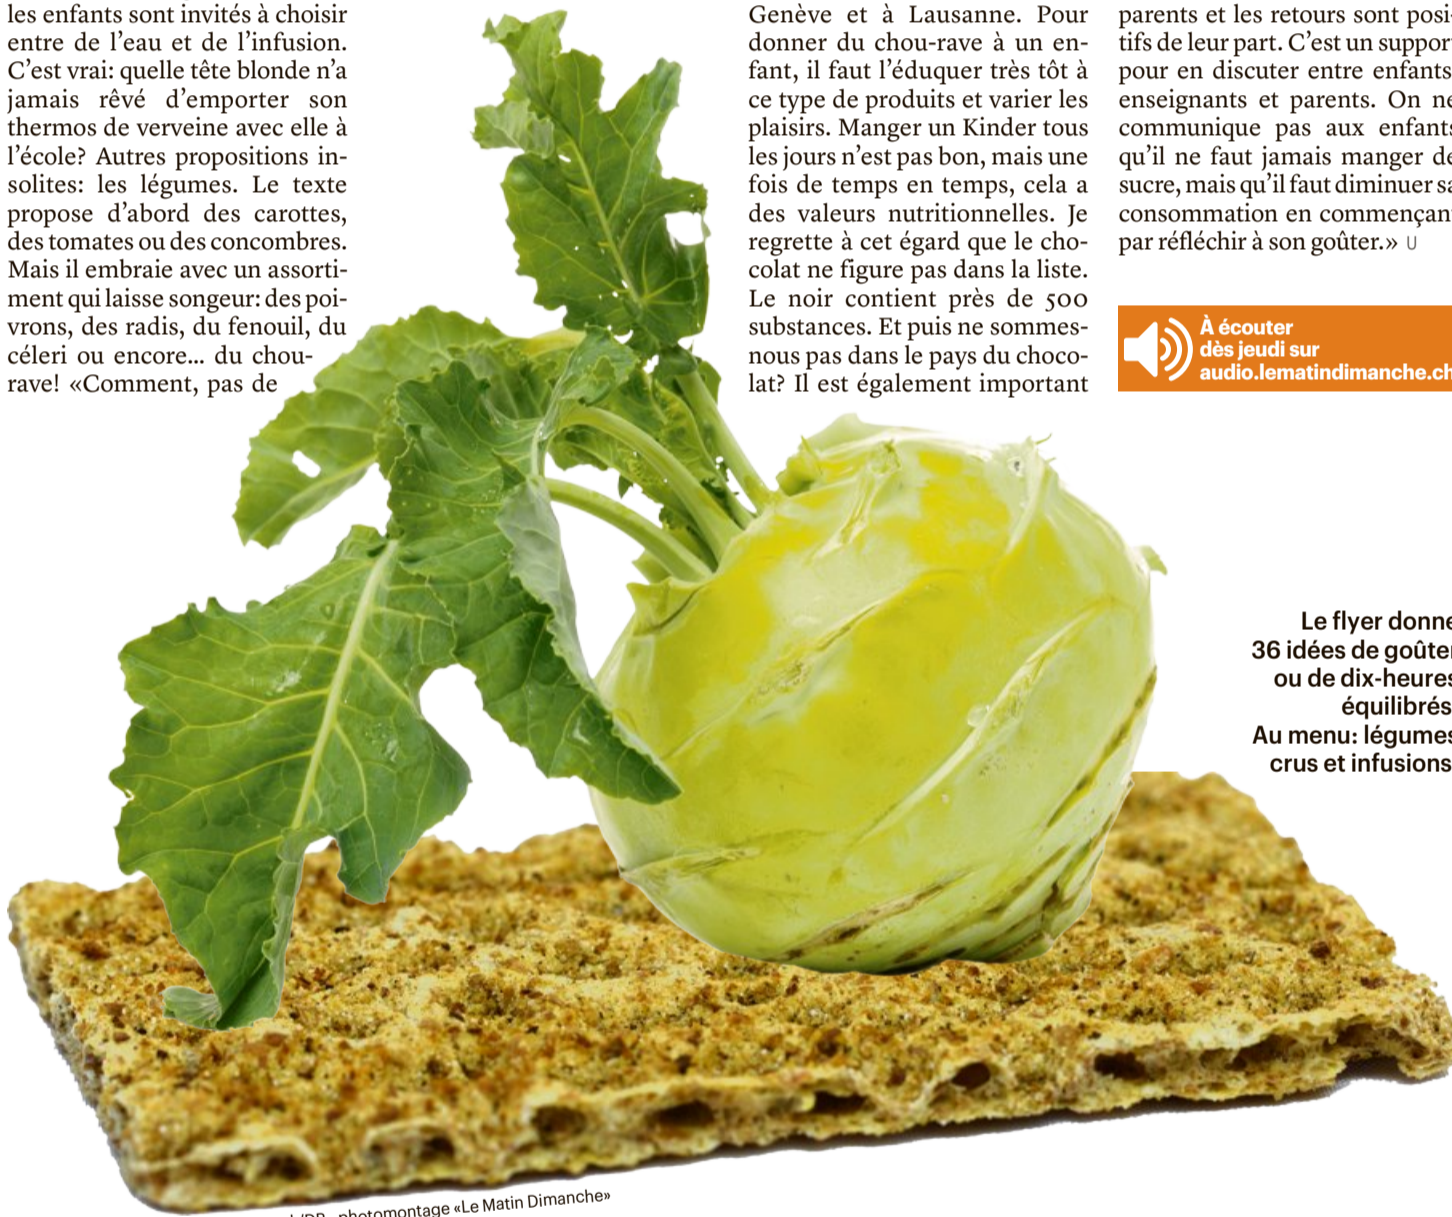 les enfants sont invités à choisir
entre de l’eau et de l’infusion.
C’est vrai: quelle tête blonde n’a
jamais rêvé d’emporter son
thermos de verveine avec elle à
l’école? Autres propositions in-
solites: les légumes. Le texte
propose d’abord des carottes,
des tomates ou des concombres.
Mais il embraie avec un assorti-
ment qui laisse songeur: des poi-
vrons, des radis, du fenouil, du
céleri ou encore... du chou-
rave! «Comment, pas de
Genève et à Lausanne. Pour
donner du chou-rave à un en-
fant, il faut l’éduquer très tôt à
ce type de produits et varier les
plaisirs. Manger un Kinder tous
les jours n’est pas bon, mais une
fois de temps en temps, cela a
des valeurs nutritionnelles. Je
regrette à cet égard que le cho-
colat ne figure pas dans la liste.
Le noir contient près de 500
substances. Et puis ne sommes-
nous pas dans le pays du choco-
lat? Il est également important
parents et les retours sont posi-
tifs de leur part. C’est un suppor
pour en discuter entre enfants
enseignants et parents. On ne
communique pas aux enfants
qu’il ne faut jamais manger de
sucre, mais qu’il faut diminuer sa
consommation en commençant
par réfléchir à son goûter.» U
À écouter
dès jeudi sur
audio.lematindimanche.ch
Le flyer donne
36 idées de goûter
ou de dix-heures
équilibrés
Au menu: légumes
crus et infusions
photomontage «Le Matin Dimanche»